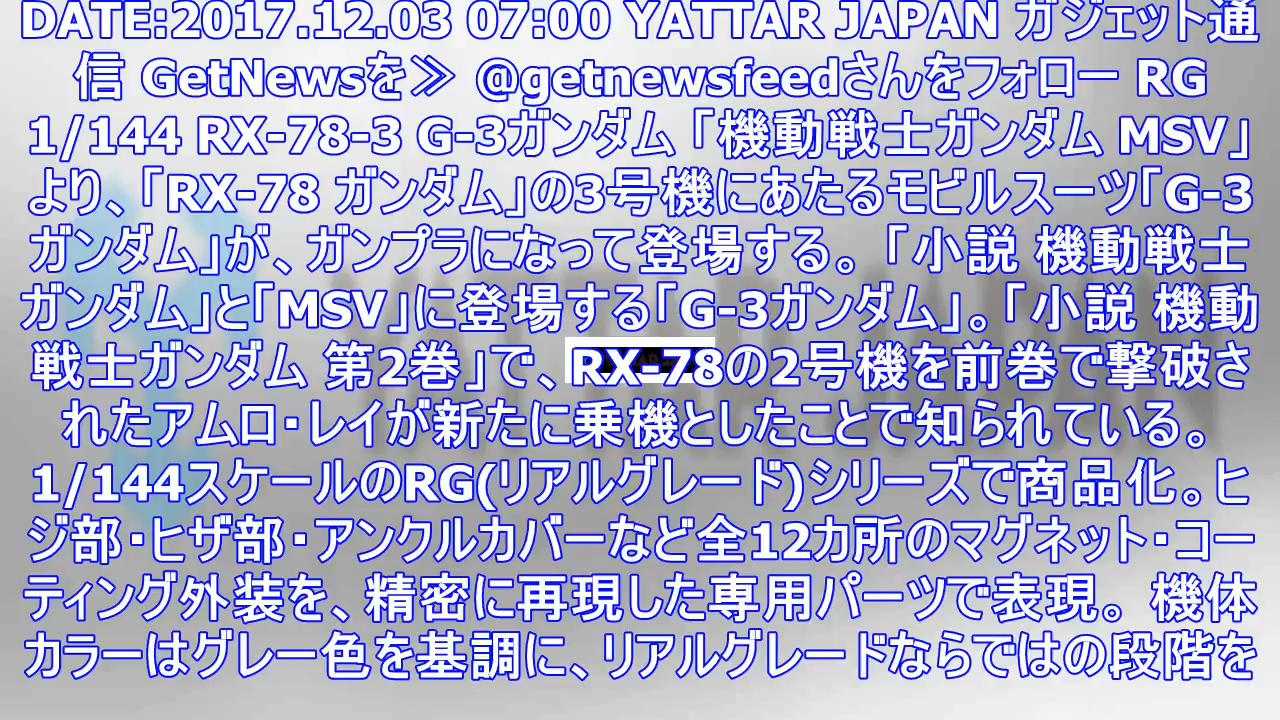 DATE:2017.12.03 07:00 YATTAR JAPAN ガジェット通
信 GetNewsを≫ @getnewsfeedさんをフォロー RG
1/144 RX-78-3 G-3ガンダム 「機動戦士ガンダム MSV」
より、「RX-78 ガンダム」の3号機にあたるモビルスーツ「G-3
ガンダム」が、ガンプラになって登場する。 「小説 機動戦士
ガンダム」と「MSV」に登場する「G-3ガンダム」。「小説 機動
戦士ガンダム 第2巻」で、RX-78の2号機を前巻で撃破さ
れたアムロ・レイが新たに乗機としたことで知られている。
1/144スケールのRG(リアルグレード)シリーズで商品化。ヒ
ジ部・ヒザ部・アンクルカバーなど全12カ所のマグネット・コー
ティング外装を、精密に再現した専用パーツで表現。 機体
カラーはグレー色を基調に、リアルグレードならではの段階を